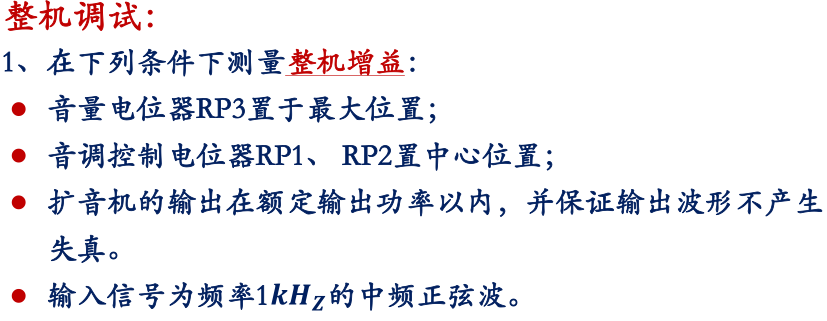 整机调试：
1、在下列条件下测量整机增益：
● 音量电位器RP3置于最大位置；
● 音调控制电位器RP1、 RP2置中心位置；
● 扩音机的输出在额定输出功率以内，并保证输出波形不产生
失真。
● 输入信号为频率1kHZ的中频正弦波。